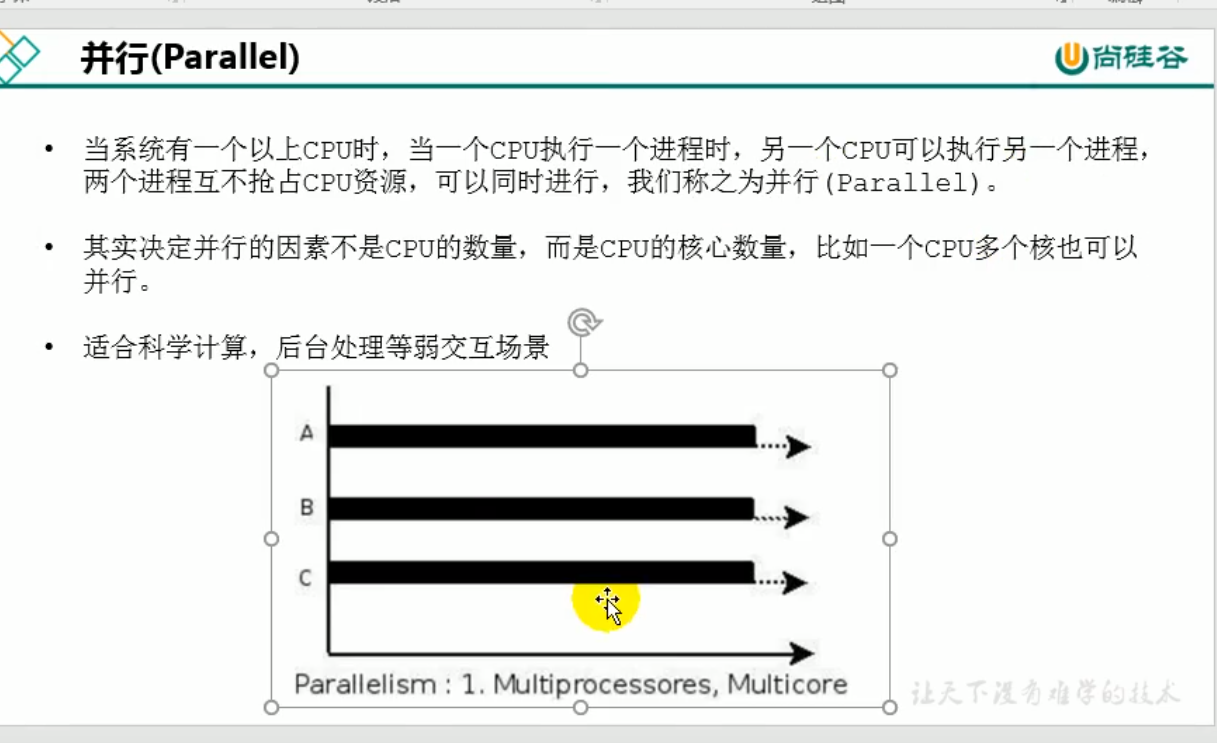 并行(Parallel)
尚硅谷
• 当系统有一个以上CPU时，当一个CPU执行一个进程时，另一个CPU可以执行另一个进程，
两个进程互不抢占CPU资源，可以同时进行，我们称之为并行(Parallel)。
• 其实决定并行的因素不是CPU的数量，而是CPU的核心数量，比如一个CPU多个核也可以
并行。
• 适合科学计算，后台处理等弱交互场景
A
B
C
Parallelism : 1. Multiprocessores, Multicore
让天下没有难学的技术